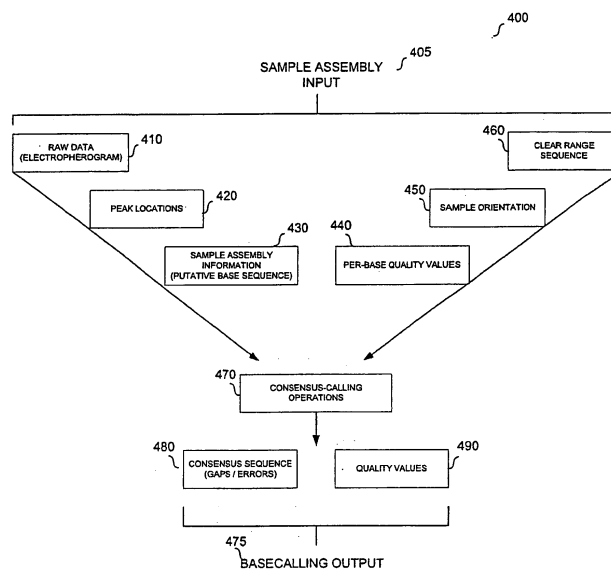 400
SAMPLE ASSEMBLY
INPUT
405
RAW DATA
(ELECTROPHEROGRAM)
410
460
CLEAR RANGE
SEQUENCE
PEAK LOCATIONS
420
450
SAMPLE ORIENTATION
430
SAMPLE ASSEMBLY
INFORMATION
(PUTATIVE BASE SEQUENCE)
440
PER-BASE QUALITY VALUES
470
CONSENSUS-CALLING
OPERATIONS
480
CONSENSUS SEQUENCE
(GAPS / ERRORS)
QUALITY VALUES
490
475
BASECALLING OUTPUT